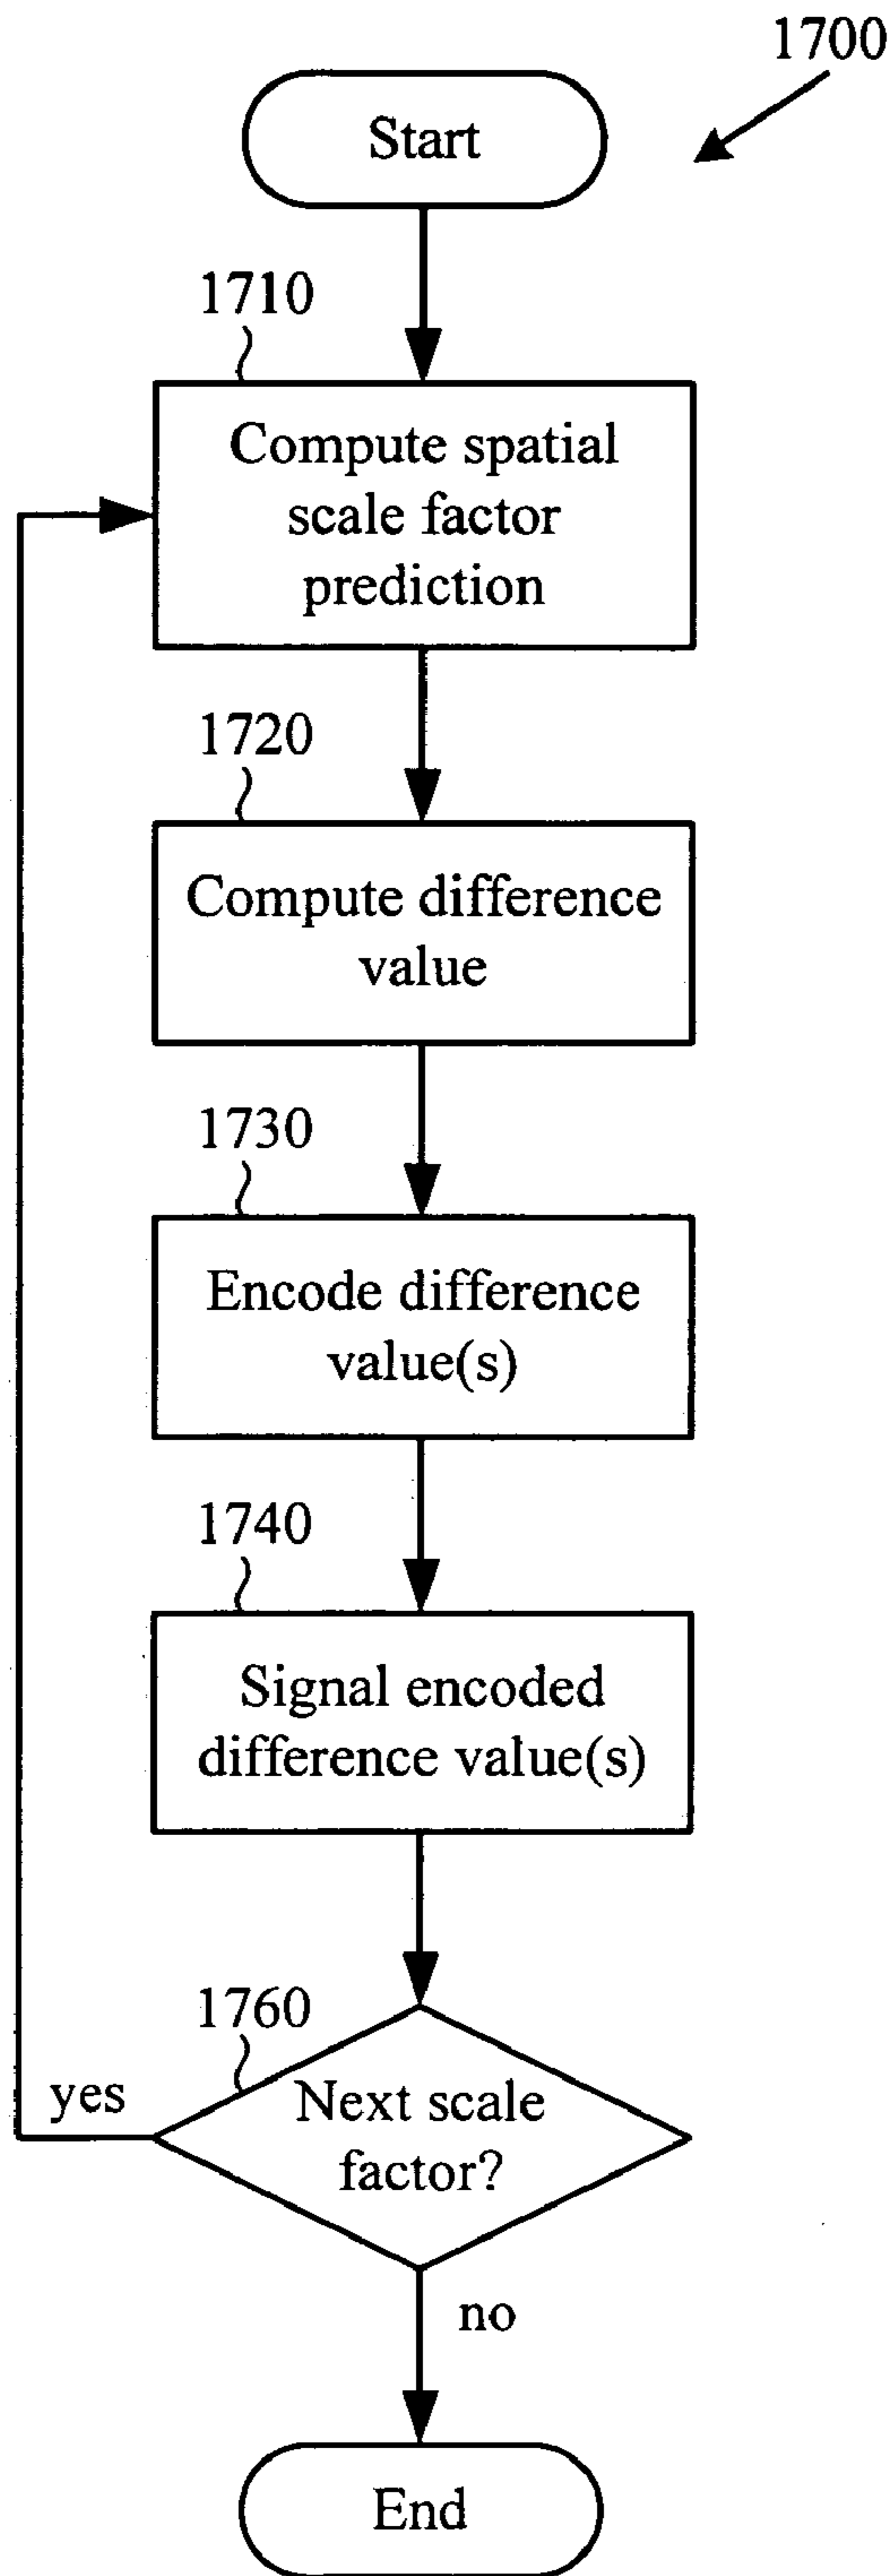 1700
Start
1710
Compute spatial
scale factor
prediction
1720
Compute difference
value
1730
Encode difference
value(s)
1740
Signal encoded
difference value(s)
1760
yes
Next scale
factor?
no
End